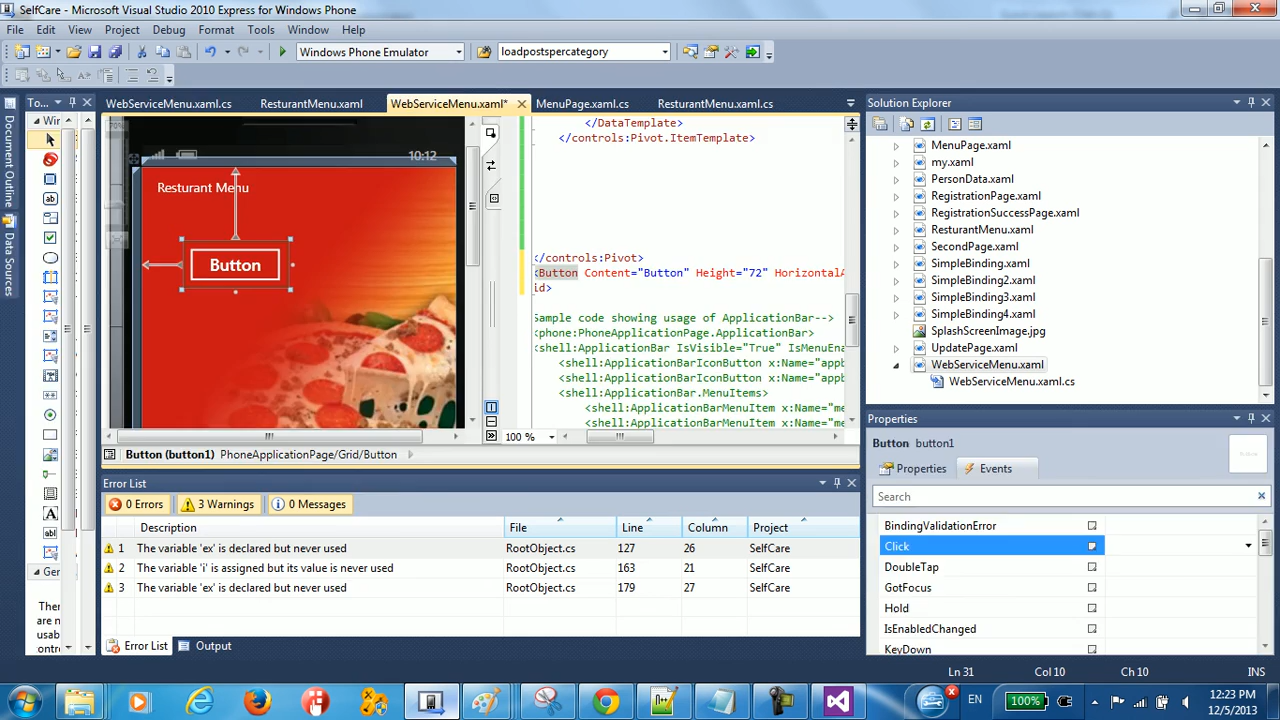 SelfCare - Microsoft Visual Studio 2010 Express for Windows Phone
File Edit View Project Debug Format Tools Window Help
Windows Phone Emulator loadpostspercategory
To...
WebServiceMenu.xaml.cs ResturantMenu.xaml WebServiceMenu.xaml* MenuPage.xaml.cs ResturantMenu.xaml.cs
Document Outline
Data Sources
Win
Ger
Ther
are n
usab
10:12
Resturant Menu
Button
</DataTemplate>
</controls:Pivot.ItemTemplate>
/controls:Pivot>
<Button Content="Button" Height="72" HorizontalA
id>
Sample code showing usage of ApplicationBar-->
<phone:PhoneApplicationPage.ApplicationBar>
<shell:ApplicationBar IsVisible="True" IsMenuEna
<shell:ApplicationBarIconButton x:Name="appb
<shell:ApplicationBarIconButton x:Name="appb
<shell:ApplicationBar.MenuItems>
<shell:ApplicationBarMenuItem x:Name="me
<shell:ApplicationBarMenuItem x:Name="me
100 %
Button (button1) PhoneApplicationPage/Grid/Button
Error List
0 Errors 3 Warnings 0 Messages
Description File Line Column Project
1 The variable 'ex' is declared but never used RootObject.cs 127 26 SelfCare
2 The variable 'i' is assigned but its value is never used RootObject.cs 163 21 SelfCare
3 The variable 'ex' is declared but never used RootObject.cs 179 27 SelfCare
Error List Output
Solution Explorer
MenuPage.xaml
my.xaml
PersonData.xaml
RegistrationPage.xaml
RegistrationSuccessPage.xaml
ResturantMenu.xaml
SecondPage.xaml
SimpleBinding.xaml
SimpleBinding2.xaml
SimpleBinding3.xaml
SimpleBinding4.xaml
SplashScreenImage.jpg
UpdatePage.xaml
WebServiceMenu.xaml
WebServiceMenu.xaml.cs
Properties
Button button1
Properties Events
Search
BindingValidationError
Click
DoubleTap
GotFocus
Hold
IsEnabledChanged
KeyDown
Ln 31 Col 10 Ch 10 INS
EN 100% 12:23 PM
12/5/2013